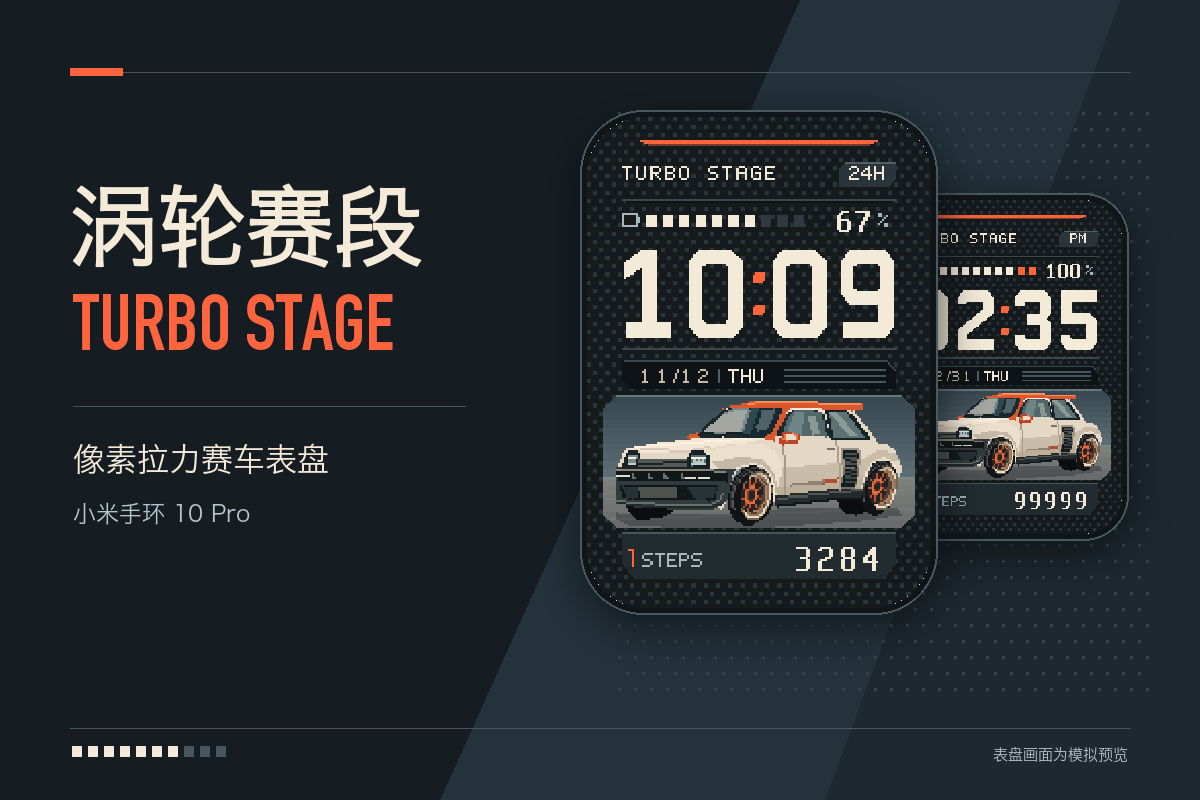 涡轮赛段
TURBO STAGE
像素拉力赛车表盘
小米手环 10 Pro
TURBO STAGE 24H
67%
10:09
11/12 THU
STEPS 3284
BO STAGE PM
100%
02:35
2/31 THU
TEPS 99999
表盘画面为模拟预览